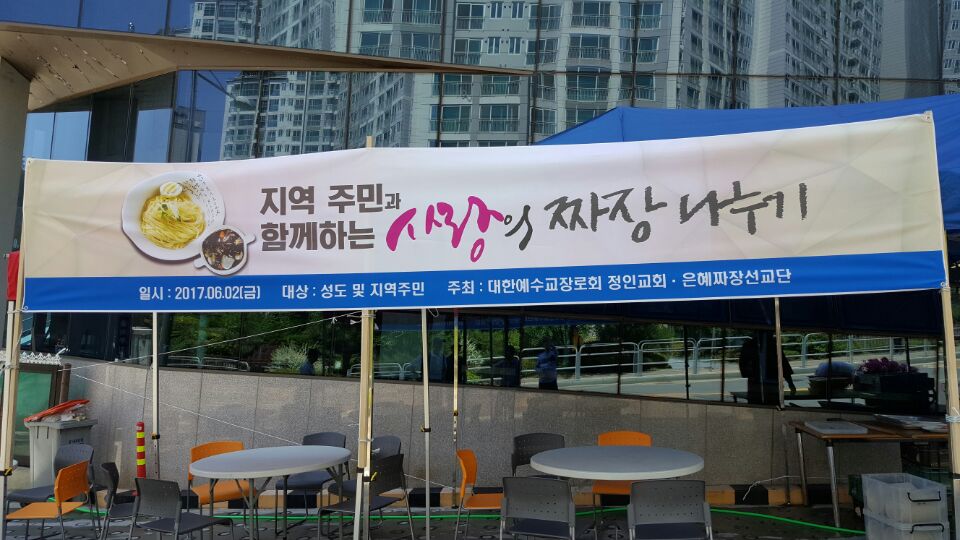 지역 주민과
함께하는 사랑의 짜장 나누기
일시 : 2017.06.02(금) 대상 : 성도 및 지역주민 주최 : 대한예수교장로회 정인교회 · 은혜짜장선교단